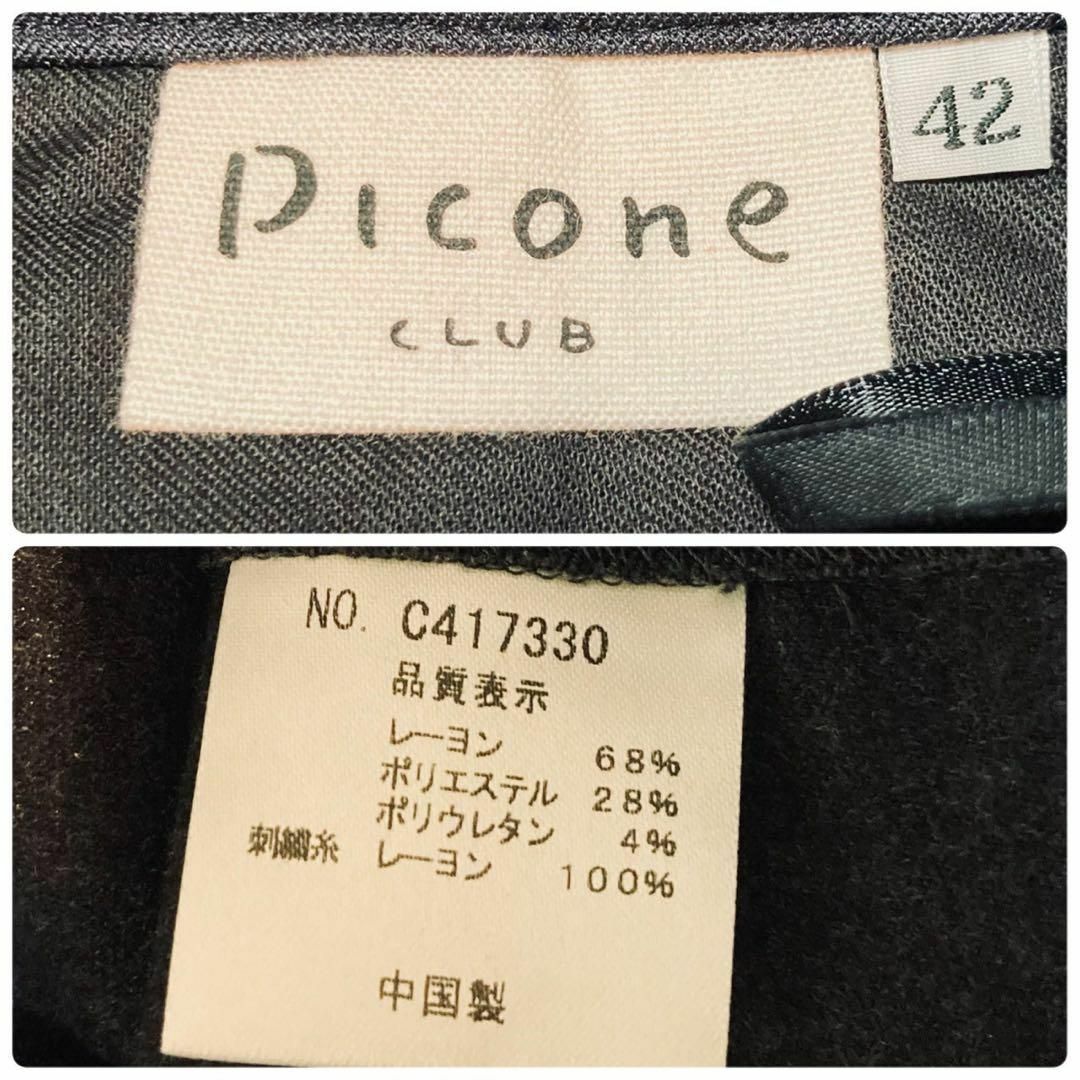 Picone
CLUB
42
NO. C417330
品質表示
レーヨン 68%
ポリエステル 28%
ポリウレタン 4%
刺繍糸 レーヨン 100%
中国製